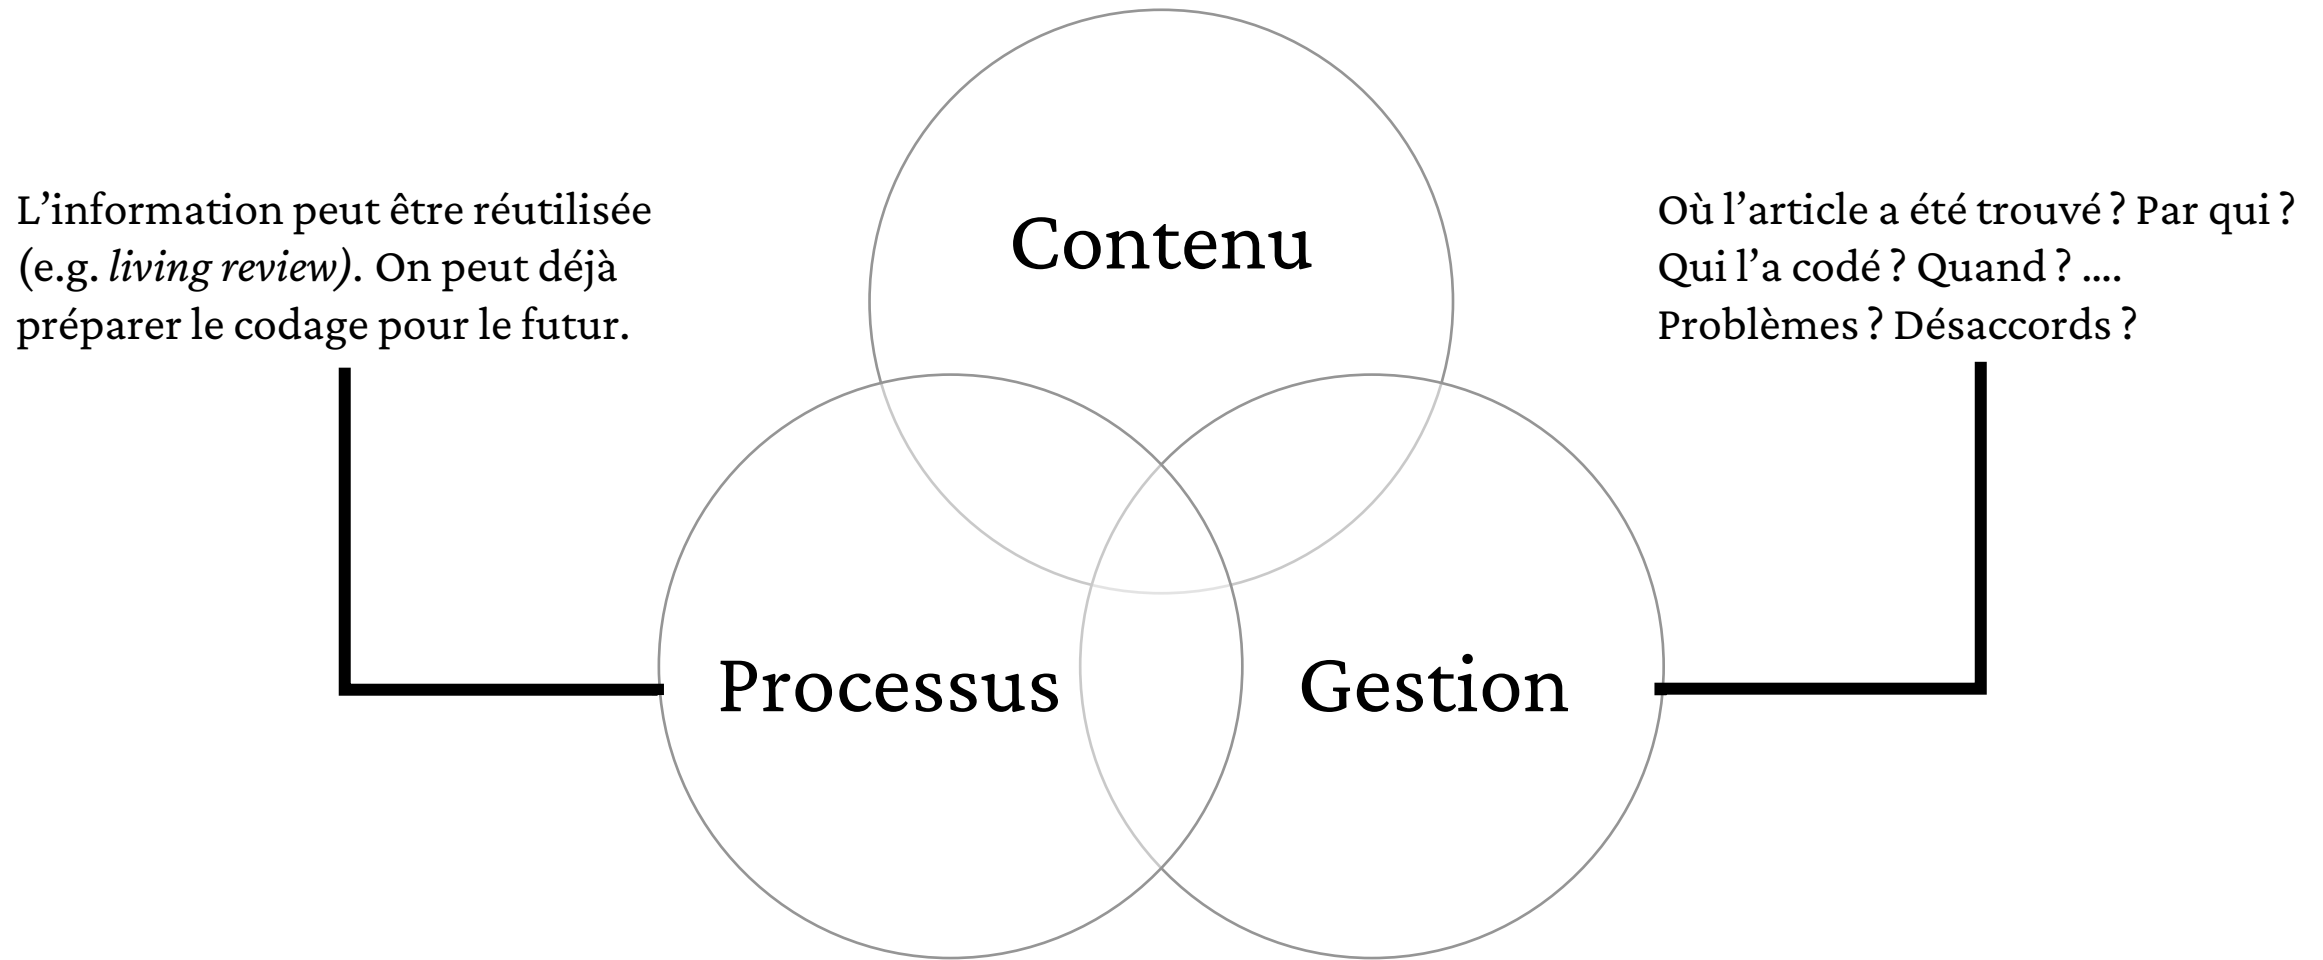 Contenu
L’information peut être réutilisée
(e.g. living review). On peut déjà
préparer le codage pour le futur.
Où l’article a été trouvé ? Par qui ?
Qui l’a codé ? Quand ? ....
Problèmes ? Désaccords ?
Processus
Gestion